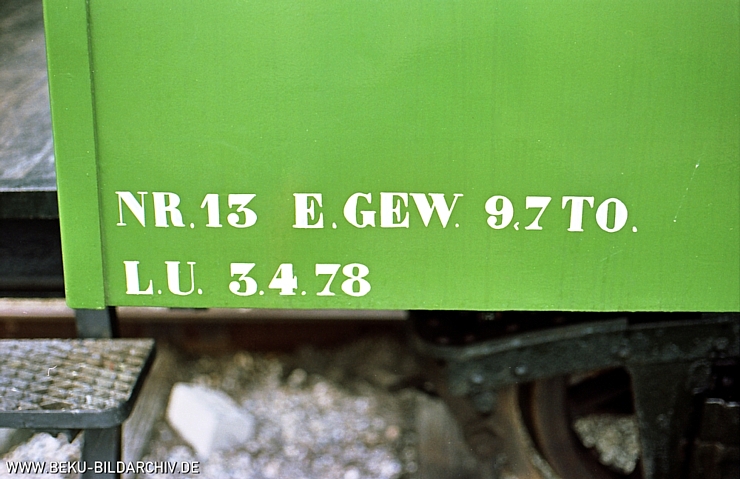 NR.13 E.GEW. 9,7 TO.
L.U. 3.4.78
WWW.BEKU-BILDARCHIV.DE